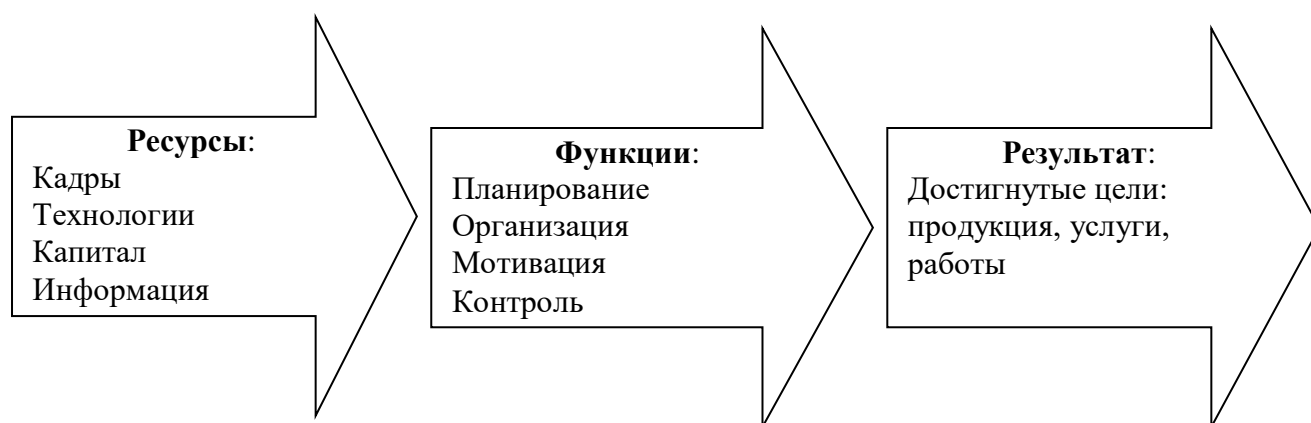 Ресурсы:
Кадры
Технологии
Капитал
Информация
Функции:
Планирование
Организация
Мотивация
Контроль
Результат:
Достигнутые цели:
продукция, услуги,
работы